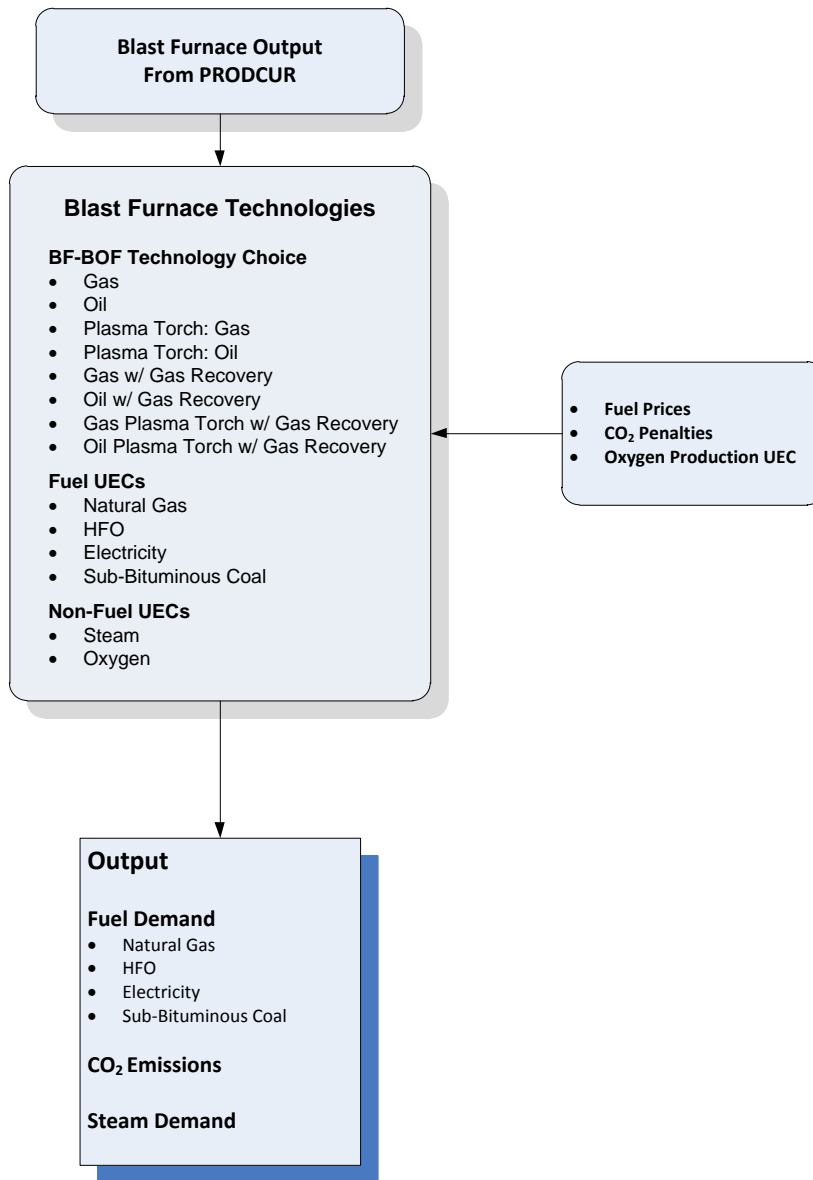 Blast Furnace Output
From PRODCUR
Blast Furnace Technologies
BF-BOF Technology Choice
• Gas
• Oil
• Plasma Torch: Gas
• Plasma Torch: Oil
• Gas w/ Gas Recovery
• Oil w/ Gas Recovery
• Gas Plasma Torch w/ Gas Recovery
• Oil Plasma Torch w/ Gas Recovery
Fuel UECs
• Natural Gas
• HFO
• Electricity
• Sub-Bituminous Coal
Non-Fuel UECs
• Steam
• Oxygen
• Fuel Prices
• CO₂ Penalties
• Oxygen Production UEC
Output
Fuel Demand
• Natural Gas
• HFO
• Electricity
• Sub-Bituminous Coal
CO₂ Emissions
Steam Demand